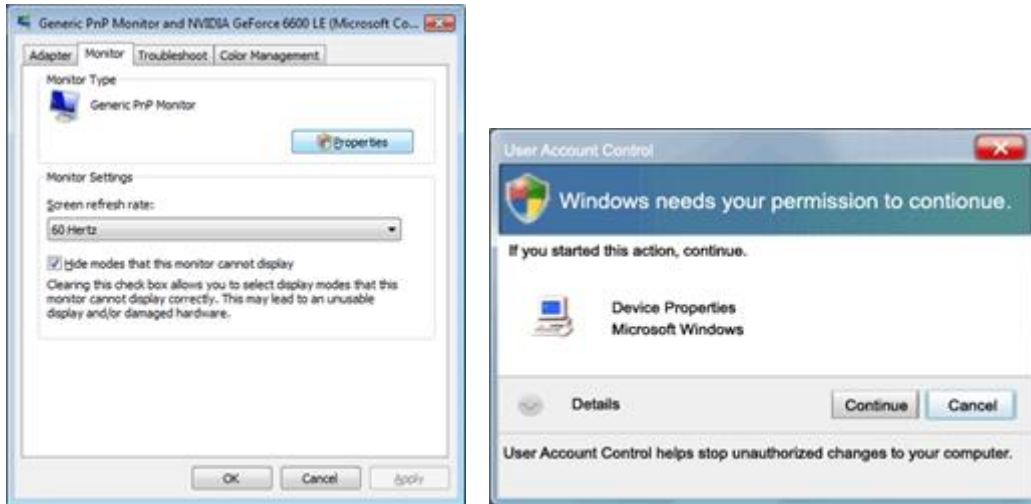 Generic PnP Monitor and NVIDIA GeForce 6600 LE (Microsoft Co...
Adapter Monitor Troubleshoot Color Management
Monitor Type
Generic PnP Monitor
Properties
Monitor Settings
Screen refresh rate:
60 Hertz
Hide modes that this monitor cannot display
Clearing this check box allows you to select display modes that this
monitor cannot display correctly. This may lead to an unusable
display and/or damaged hardware.
OK Cancel Apply
User Account Control
Windows needs your permission to contionue.
If you started this action, continue.
Device Properties
Microsoft Windows
Details Continue Cancel
User Account Control helps stop unauthorized changes to your computer.